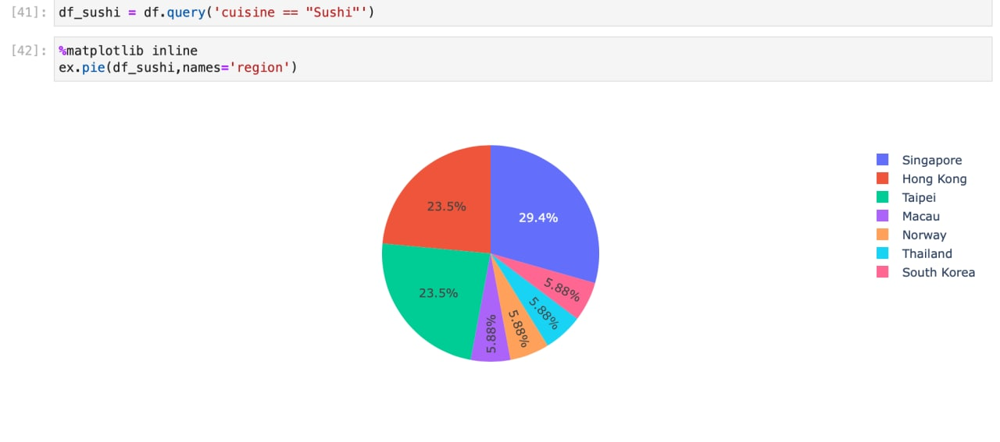 [41]: df_sushi = df.query('cuisine == "Sushi"')
[42]: %matplotlib inline
ex.pie(df_sushi,names='region')
23.5%
29.4%
23.5%
5.88%
5.88%
5.88%
5.88%
Singapore
Hong Kong
Taipei
Macau
Norway
Thailand
South Korea